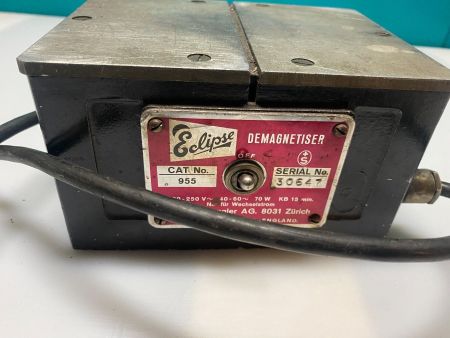 Eclipse DEMAGNETISER
OFF
S
CAT. No. SERIAL No.
955 30647
-250 V~ 40-60~ 70 W KB 15 min.
für Wechselstrom
AG. 8031 Zürich
ENGLAND.